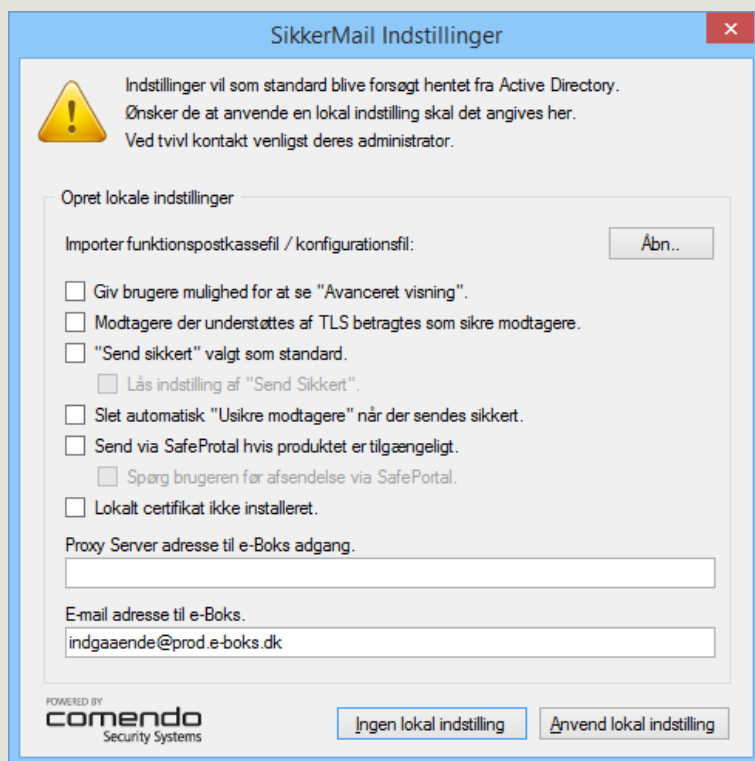 SikkerMail Indstillinger
Indstillinger vil som standard blive forsøgt hentet fra Active Directory.
Ønsker de at anvende en lokal indstilling skal det angives her.
Ved tvivl kontakt venligst deres administrator.
Opret lokale indstillinger
Importer funktionspostkassefil / konfigurationsfil:
Åbn..
Giv brugere mulighed for at se "Avanceret visning".
Modtagere der understøttes af TLS betragtes som sikre modtagere.
"Send sikkert" valgt som standard.
Lås indstilling af "Send Sikkert".
Slet automatisk "Usikre modtagere" når der sendes sikkert.
Send via SafeProtal hvis produktet er tilgængeligt.
Spørg brugeren før afsendelse via SafePortal.
Lokalt certifikat ikke installeret.
Proxy Server adresse til e-Boks adgang.
E-mail adresse til e-Boks.
indgaaende@prod.e-boks.dk
POWERED BY
comendo
Security Systems
Ingen lokal indstilling
Anvend lokal indstilling